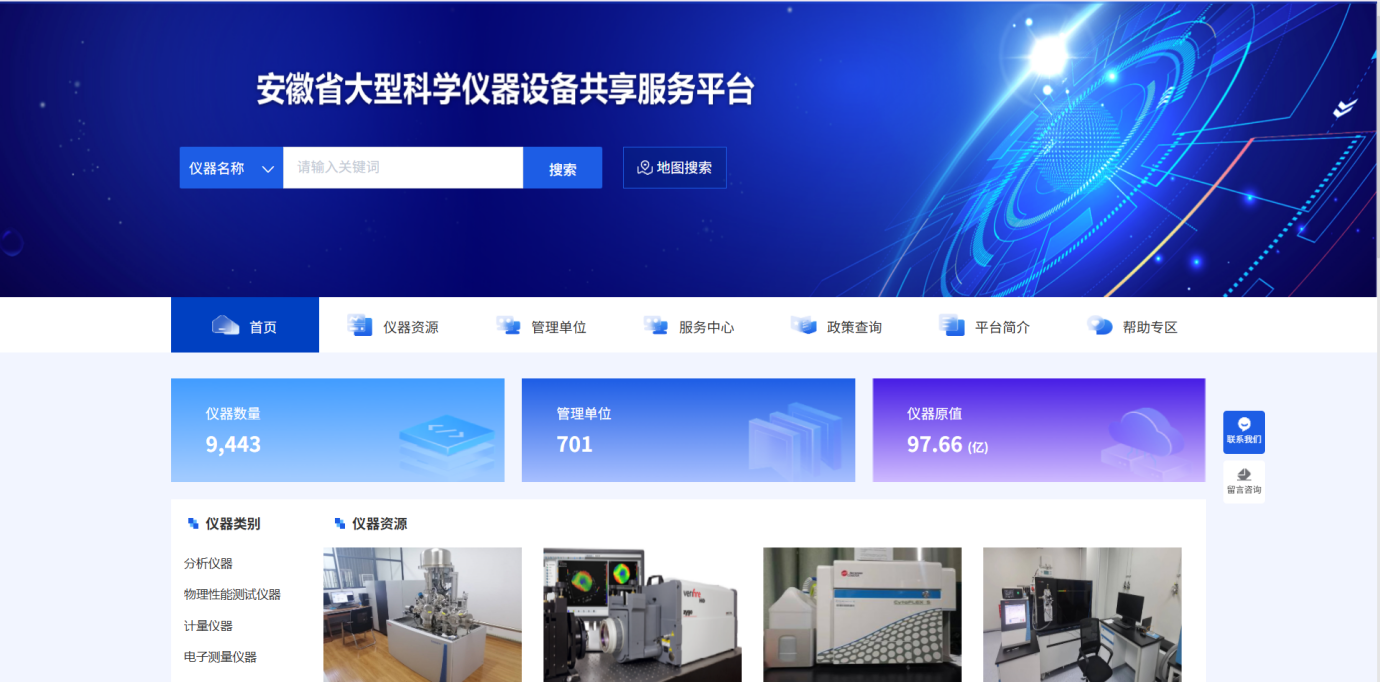 安徽省大型科学仪器设备共享服务平台
仪器名称
请输入关键词
搜索
地图搜索
首页
仪器资源
管理单位
服务中心
政策查询
平台简介
帮助专区
仪器数量
9,443
管理单位
701
仪器原值
97.66 (亿)
联系我们
留言咨询
仪器类别
仪器资源
分析仪器
物理性能测试仪器
计量仪器
电子测量仪器